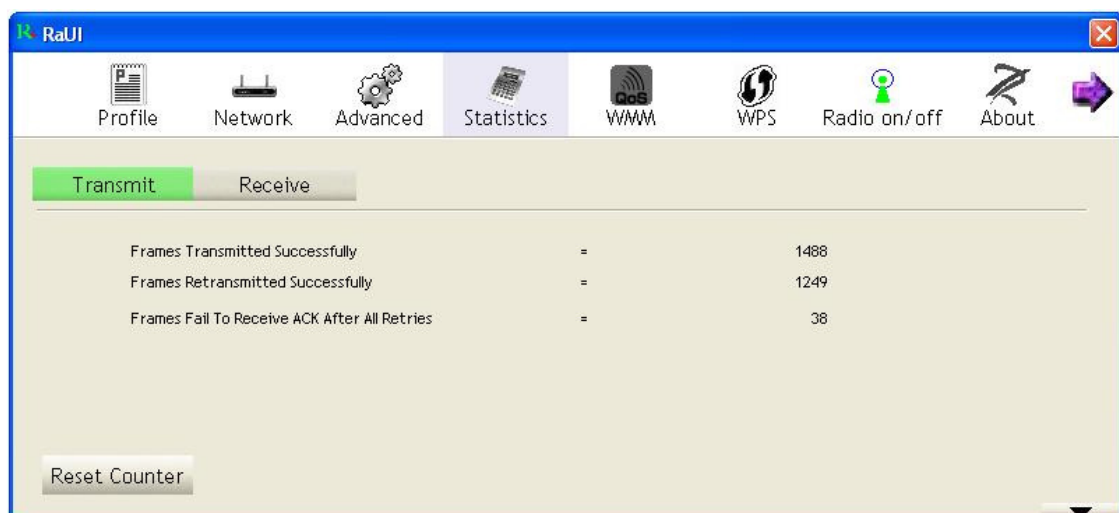 RaUI
Profile Network Advanced Statistics QoS WMM WPS Radio on/off About
Transmit Receive
Frames Transmitted Successfully = 1488
Frames Retransmitted Successfully = 1249
Frames Fail To Receive ACK After All Retries = 38
Reset Counter